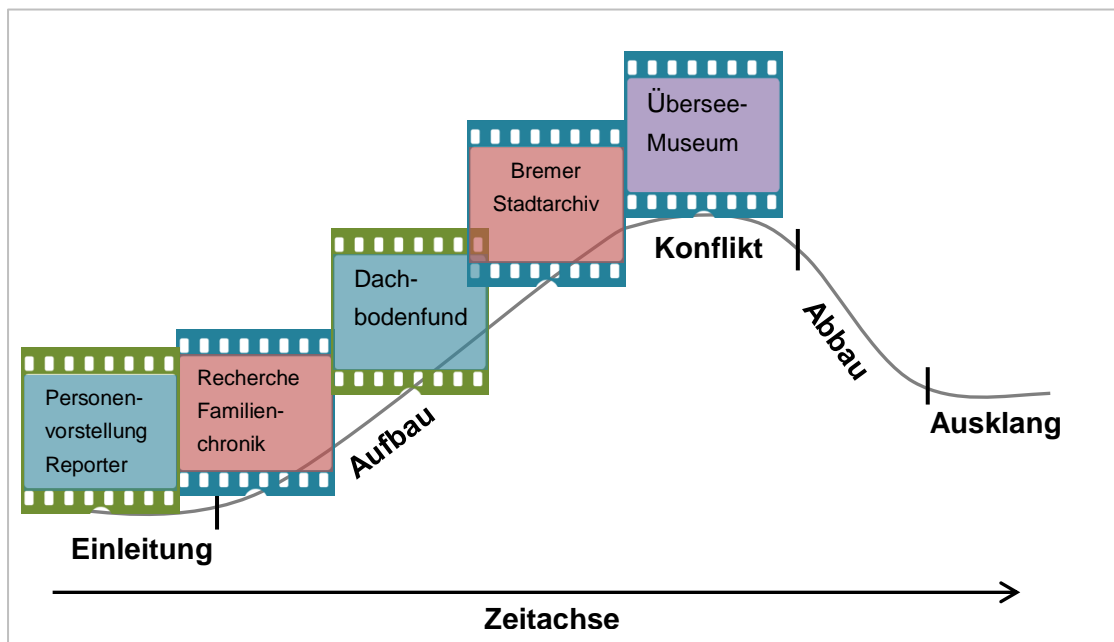 Übersee-
Museum
Bremer
Stadtarchiv
Konflikt
Dach-
bodenfund
Abbau
Personen-
vorstellung
Reporter
Recherche
Familien-
chronik
Aufbau
Ausklang
Einleitung
Zeitachse